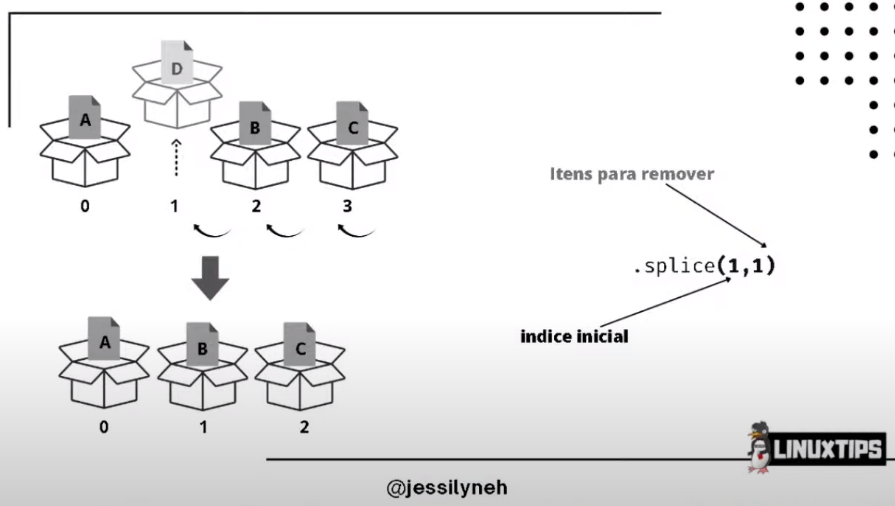 D
A
B
C
0
1
2
3
Itens para remover
.splice(1,1)
indice inicial
A
B
C
0
1
2
LINUXTIPS
@jessilyneh